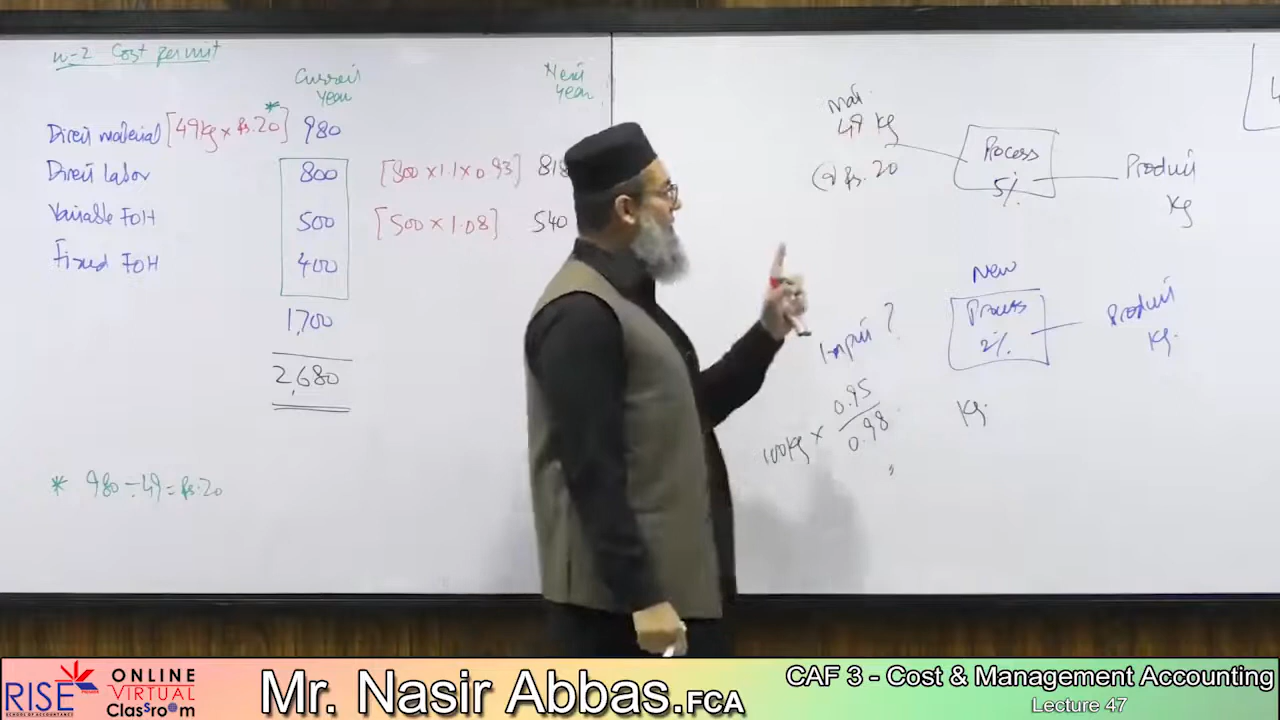 w-2 Cost per unit
Current Year
Next Year
Direct material [49kg × Rs.20]* 980
Direct labor 800 [800×1.1×0.93] 818
Variable FOH 500 [500×1.08] 540
Fixed FOH 400
1,700
2,680
* 980 ÷ 49 = Rs.20
Mat.
49 kg
@ Rs. 20
Process
5%
Product
kg
New
Process
2%
Product
kg.
Input?
100kg × 0.95
0.98
kg.
RISE
SCHOOL OF ACCOUNTANCY
ONLINE
VIRTUAL
Classroom
Mr. Nasir Abbas.FCA
CAF 3 - Cost & Management Accounting
Lecture 47